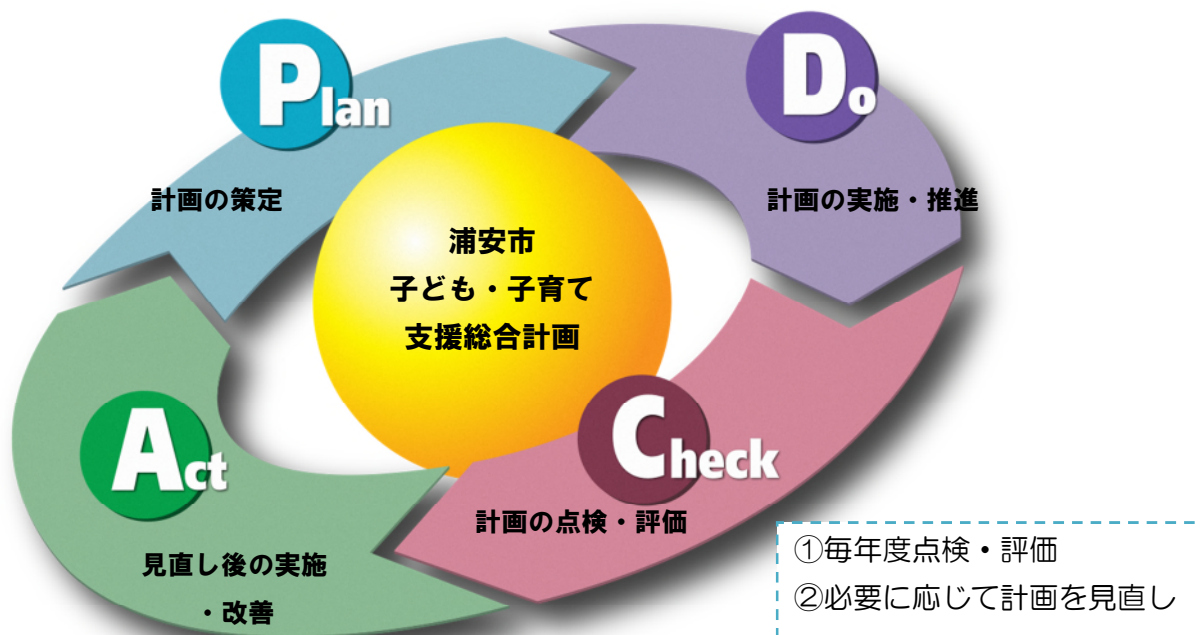 Plan
計画の策定
Do
計画の実施・推進
浦安市
子ども・子育て
支援総合計画
Check
計画の点検・評価
Act
見直し後の実施
・改善
①毎年度点検・評価
②必要に応じて計画を見直し